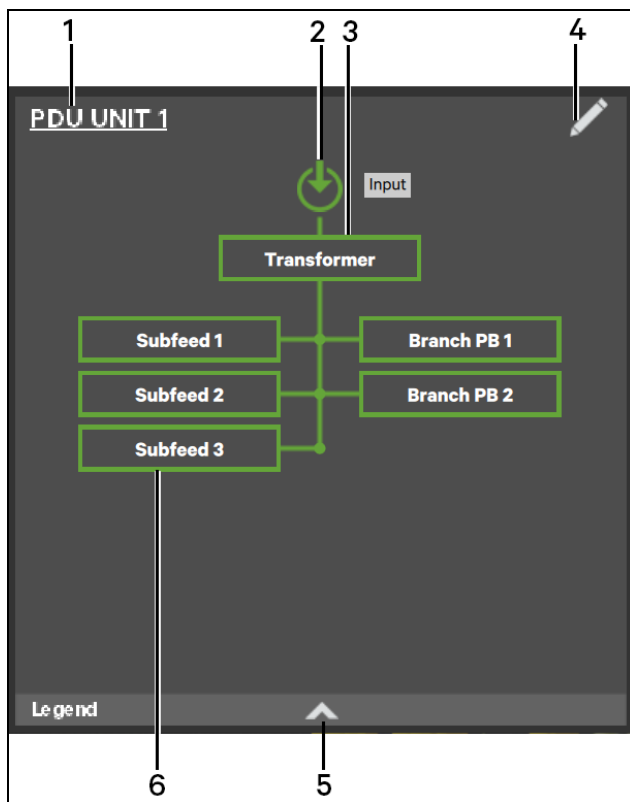 1 2 3 4
PDU UNIT 1
Input
Transformer
Subfeed 1 Branch PB 1
Subfeed 2 Branch PB 2
Subfeed 3
Legend
6 5